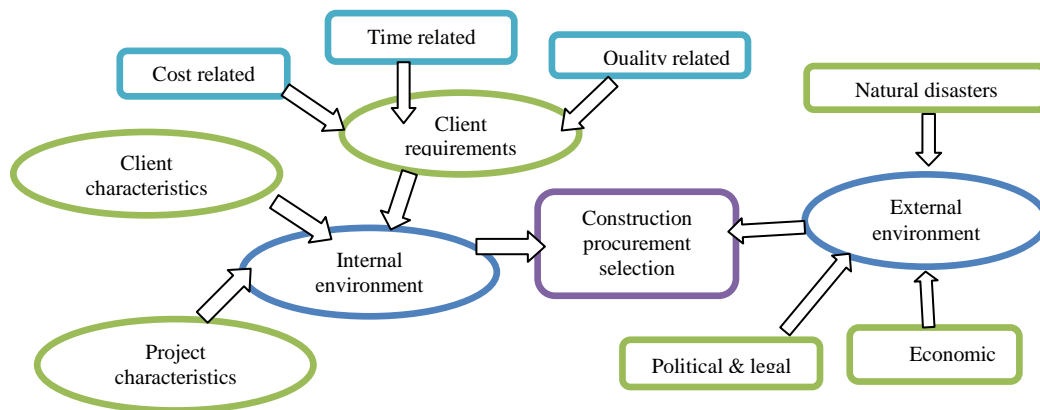 Time related
Cost related
Quality related
Natural disasters
Client
requirements
Client
characteristics
Construction
procurement
selection
External
environment
Internal
environment
Project
characteristics
Political & legal
Economic